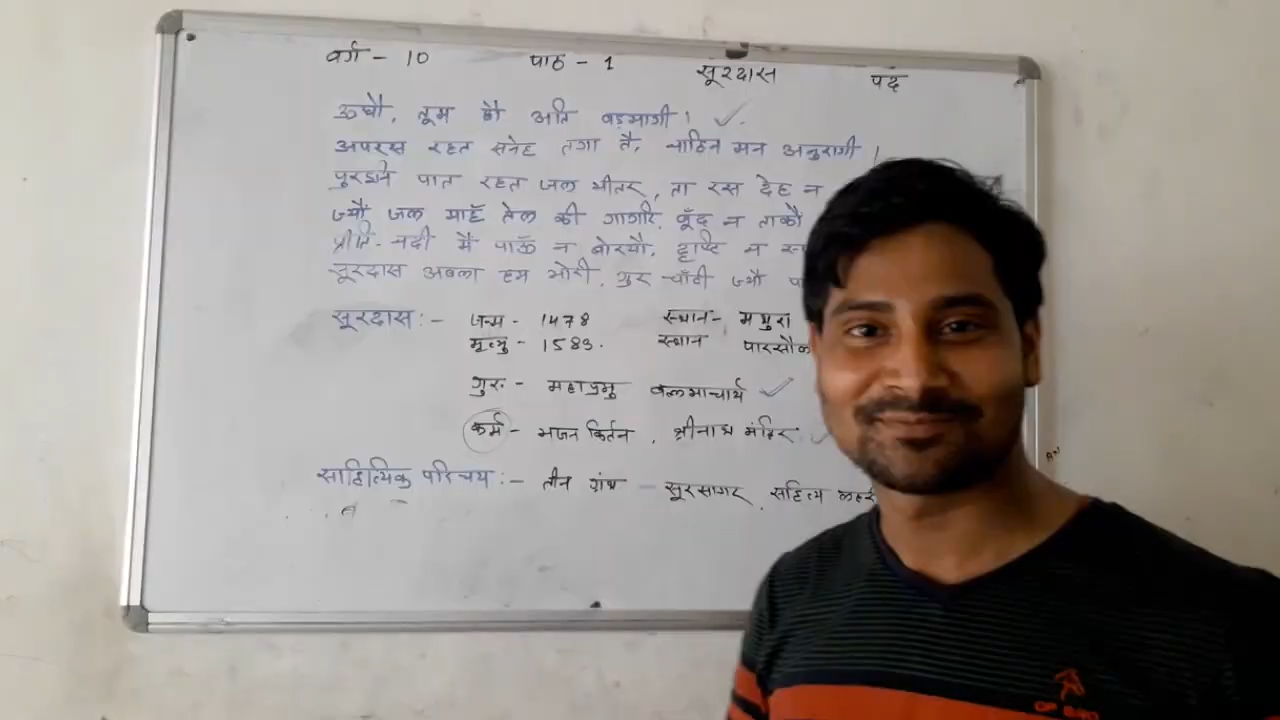 वर्ग - 10 पाठ - 1 सूरदास पद
ऊधौ, तुम हौ अति बड़भागी।
अपरस रहत सनेह तगा तैं, नाहिन मन अनुरागी।
पुरइनि पात रहत जल भीतर, ता रस देह न
ज्यौं जल माहँ तेल की गागरि, बूँद न ताकौं
प्रीति-नदी मैं पाऊँ न बोरयौ, दृष्टि न रूप
सूरदास अबला हम भोरी, गुर चाँटी ज्यौं पा
सूरदास :- जन्म - 1478 स्थान - मथुरा
मृत्यु - 1583. स्थान पारसौल
गुरु - महाप्रभु वल्लभाचार्य
कर्म - भजन किर्तन, श्रीनाथ मंदिर
साहित्यिक परिचय :- तीन ग्रंथ - सूरसागर, सहित्य लहरी